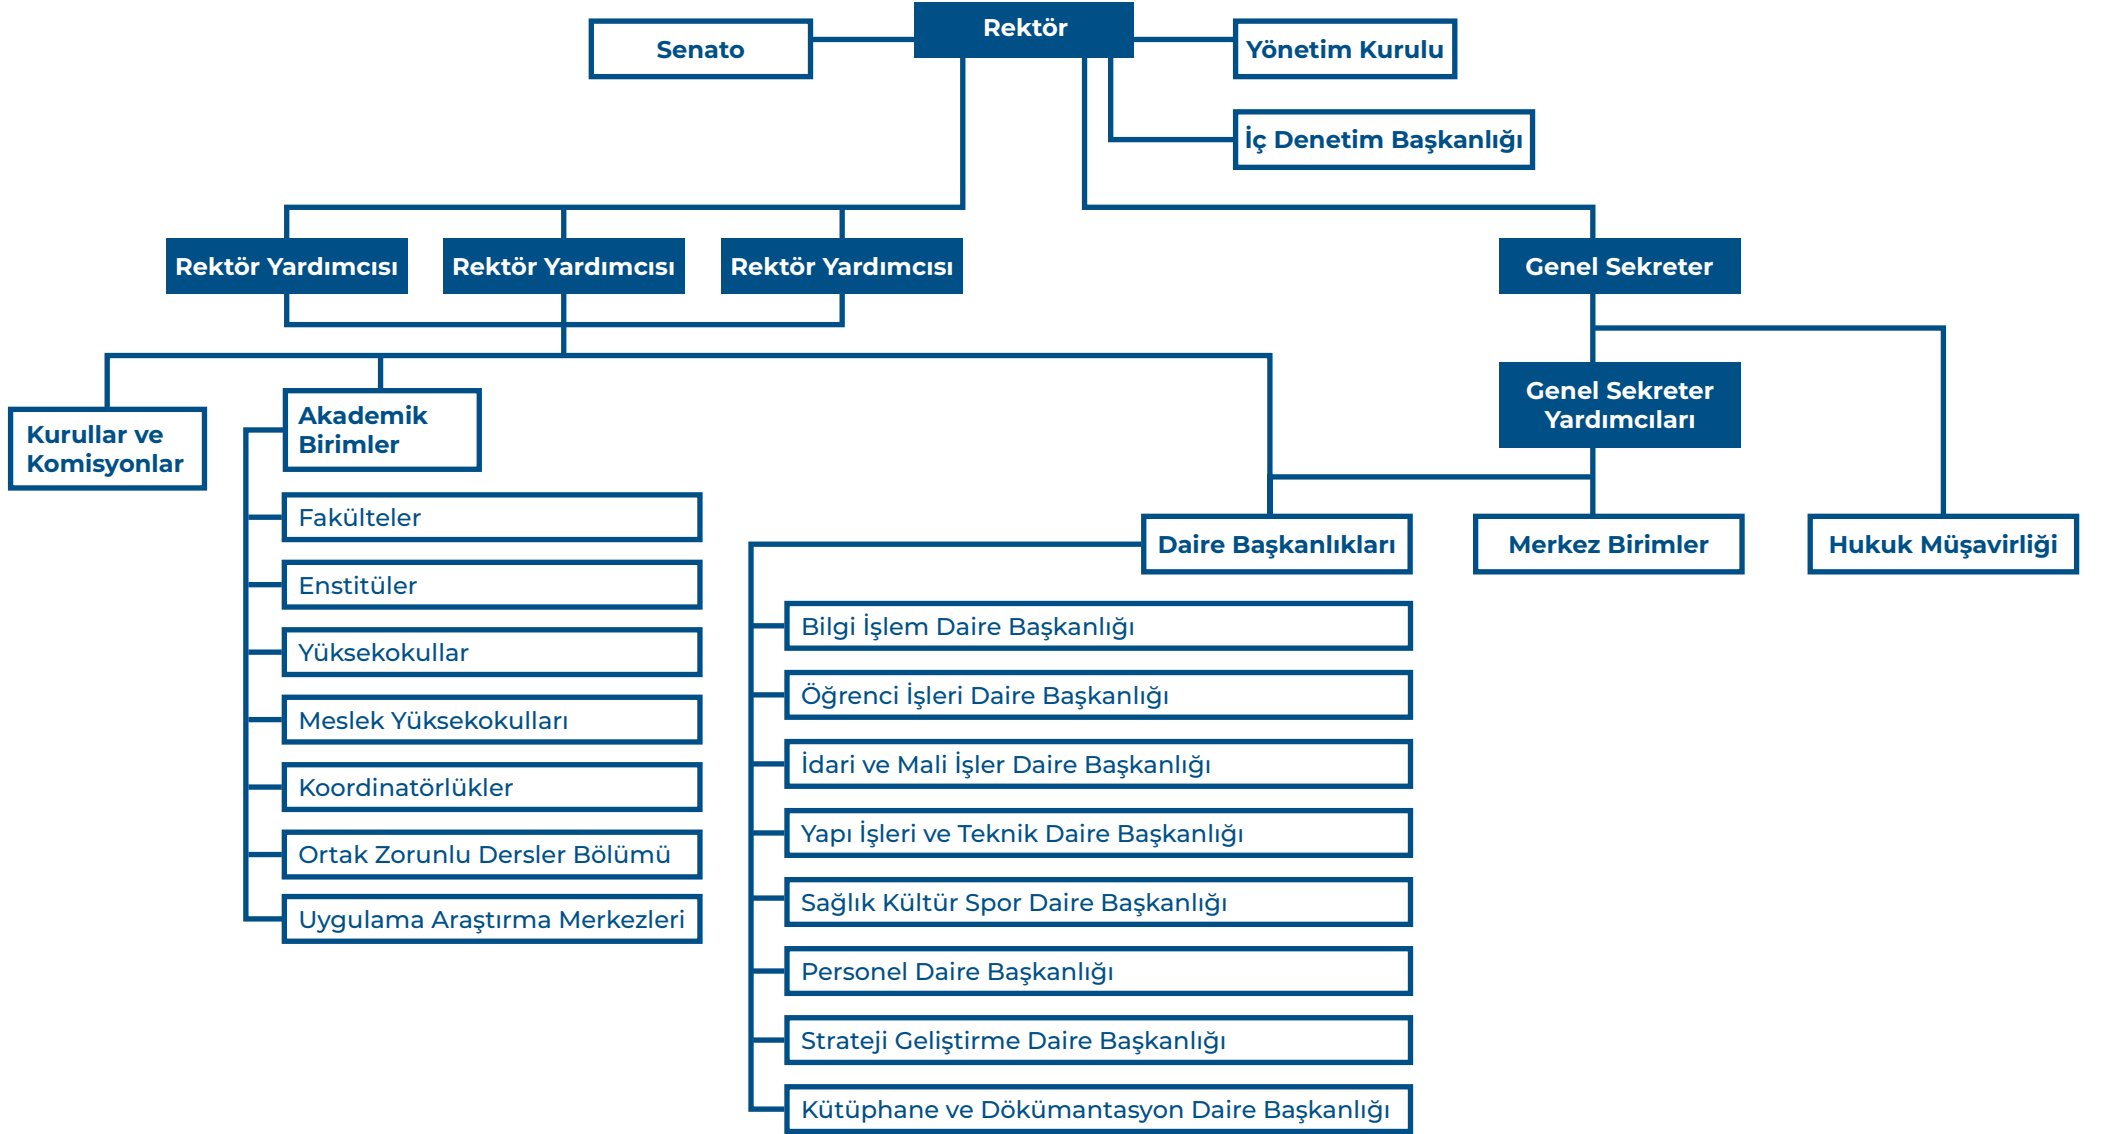 Rektör
Senato
Yönetim Kurulu
İç Denetim Başkanlığı
Rektör Yardımcısı
Rektör Yardımcısı
Rektör Yardımcısı
Genel Sekreter
Genel Sekreter
Yardımcıları
Kurullar ve
Komisyonlar
Akademik
Birimler
Fakülteler
Enstitüler
Yüksekokullar
Meslek Yüksekokulları
Koordinatörlükler
Ortak Zorunlu Dersler Bölümü
Uygulama Araştırma Merkezleri
Daire Başkanlıkları
Merkez Birimler
Hukuk Müşavirliği
Bilgi İşlem Daire Başkanlığı
Öğrenci İşleri Daire Başkanlığı
İdari ve Mali İşler Daire Başkanlığı
Yapı İşleri ve Teknik Daire Başkanlığı
Sağlık Kültür Spor Daire Başkanlığı
Personel Daire Başkanlığı
Strateji Geliştirme Daire Başkanlığı
Kütüphane ve Dökümantasyon Daire Başkanlığı